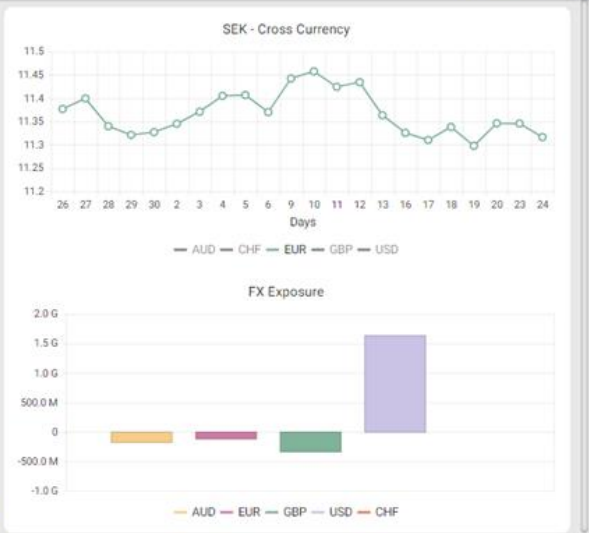 SEK - Cross Currency
11.5
11.45
11.4
11.35
11.3
11.25
11.2
26 27 28 29 30 2 3 4 5 6 9 10 11 12 13 16 17 18 19 20 23 24
Days
AUD CHF EUR GBP USD
FX Exposure
2.0 G
1.5 G
1.0 G
500.0 M
0
-500.0 M
-1.0 G
AUD EUR GBP USD CHF